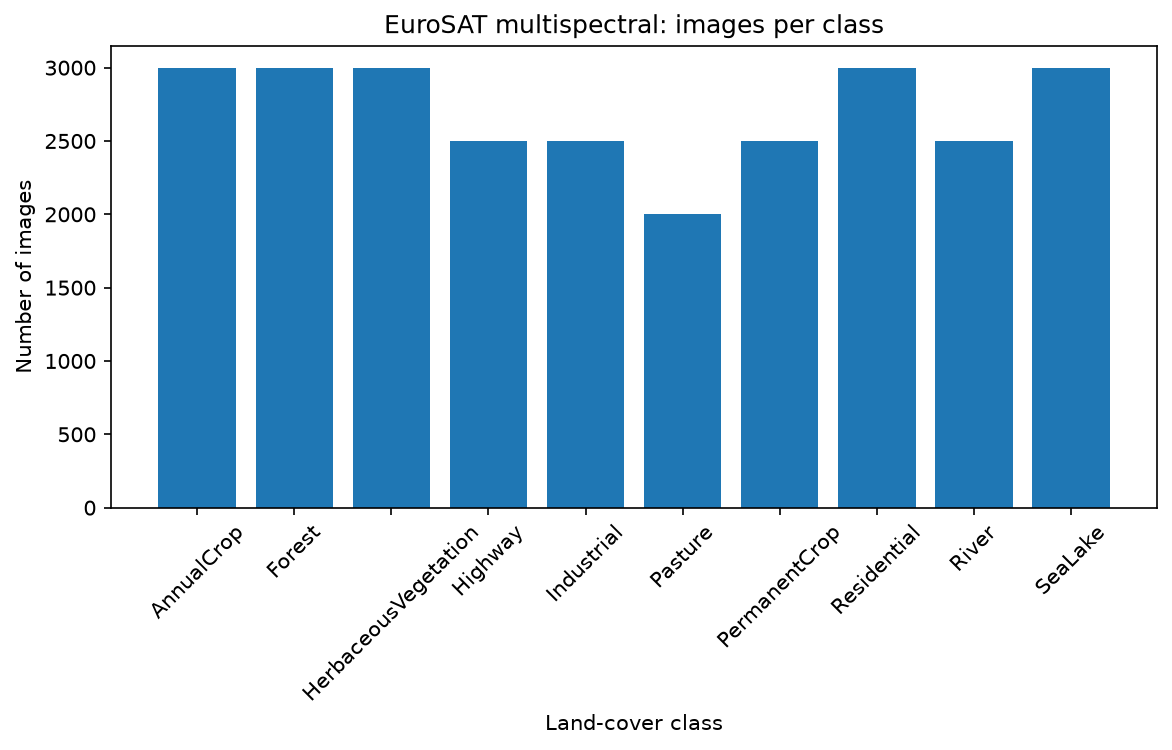 EuroSAT multispectral: images per class
Number of images
3000
2500
2000
1500
1000
500
0
AnnualCrop
Forest
HerbaceousVegetation
Highway
Industrial
Pasture
PermanentCrop
Residential
River
SeaLake
Land-cover class